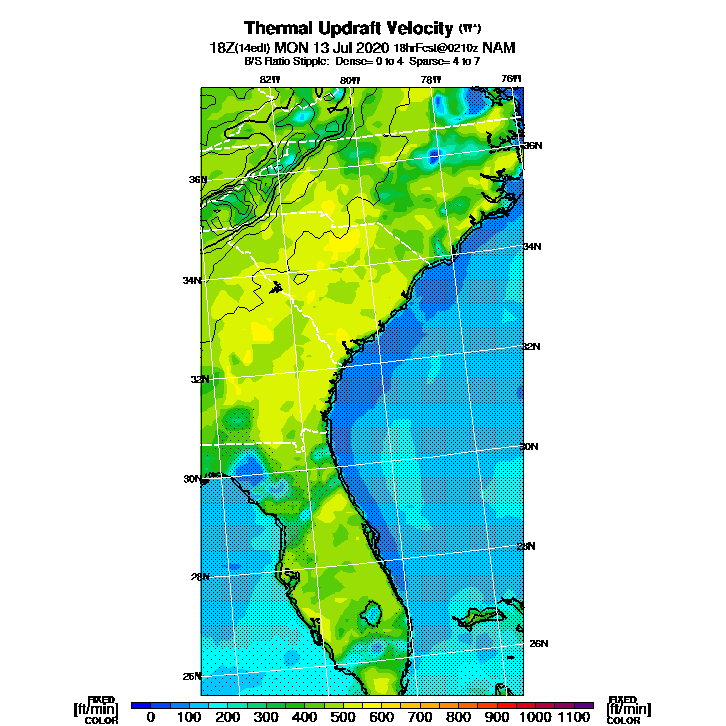 Thermal Updraft Velocity (W*)
18Z(14edt) MON 13 Jul 2020 18hrFcst@0210z NAM
B/S Ratio Stipple: Dense= 0 to 4 Sparse= 4 to 7
82W 80W 78W 76W
36N
36N
34N
34N
32N
32N
30N
30N
28N
28N
26N
26N
FIXED FIXED
[ft/min] [ft/min]
COLOR 0 100 200 300 400 500 600 700 800 900 1000 1100 COLOR